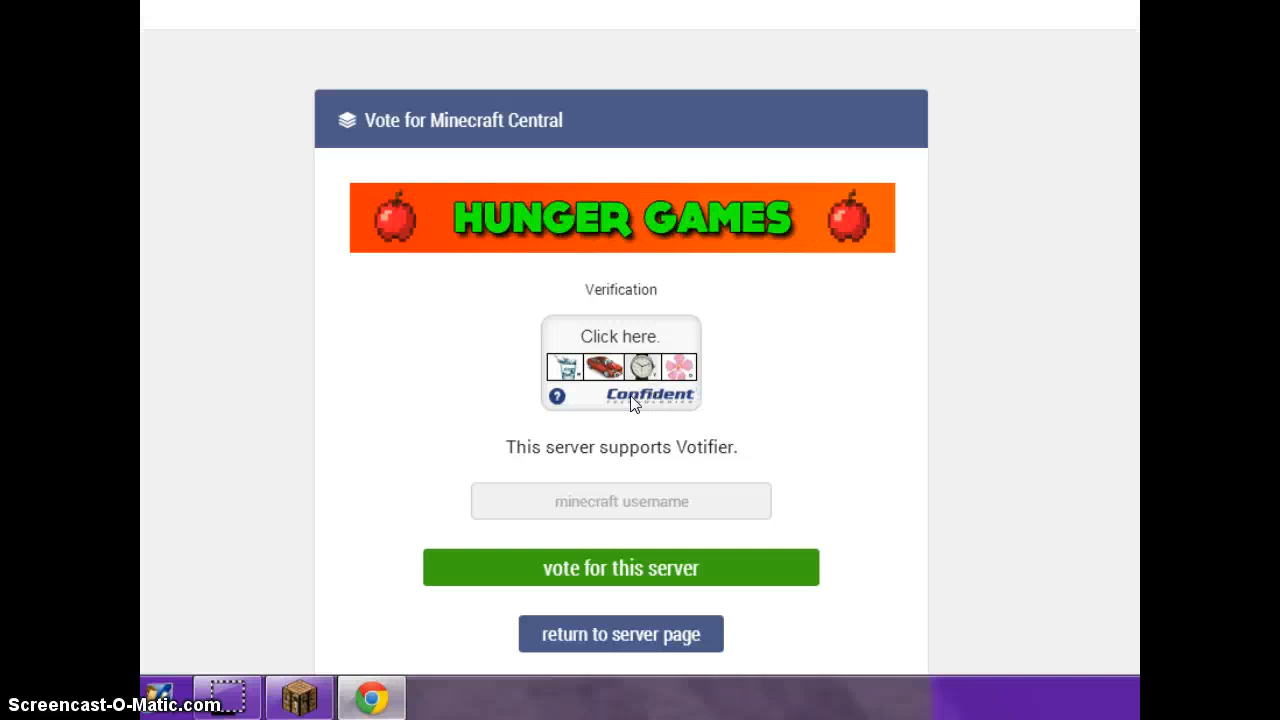 Vote for Minecraft Central
HUNGER GAMES
Verification
Click here.
? Confident
TECHNOLOGIES
This server supports Votifier.
minecraft username
vote for this server
return to server page
Screencast-O-Matic.com